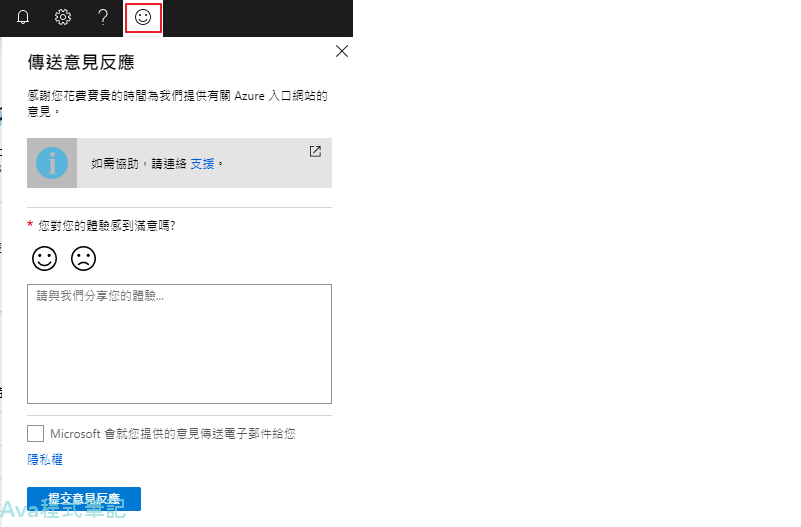 傳送意見反應
感謝您花費寶貴的時間為我們提供有關 Azure 入口網站的
意見。
如需協助，請連絡 支援。
* 您對您的體驗感到滿意嗎?
請與我們分享您的體驗...
Microsoft 會就您提供的意見傳送電子郵件給您
隱私權
提交意見反應
Ava程式筆記